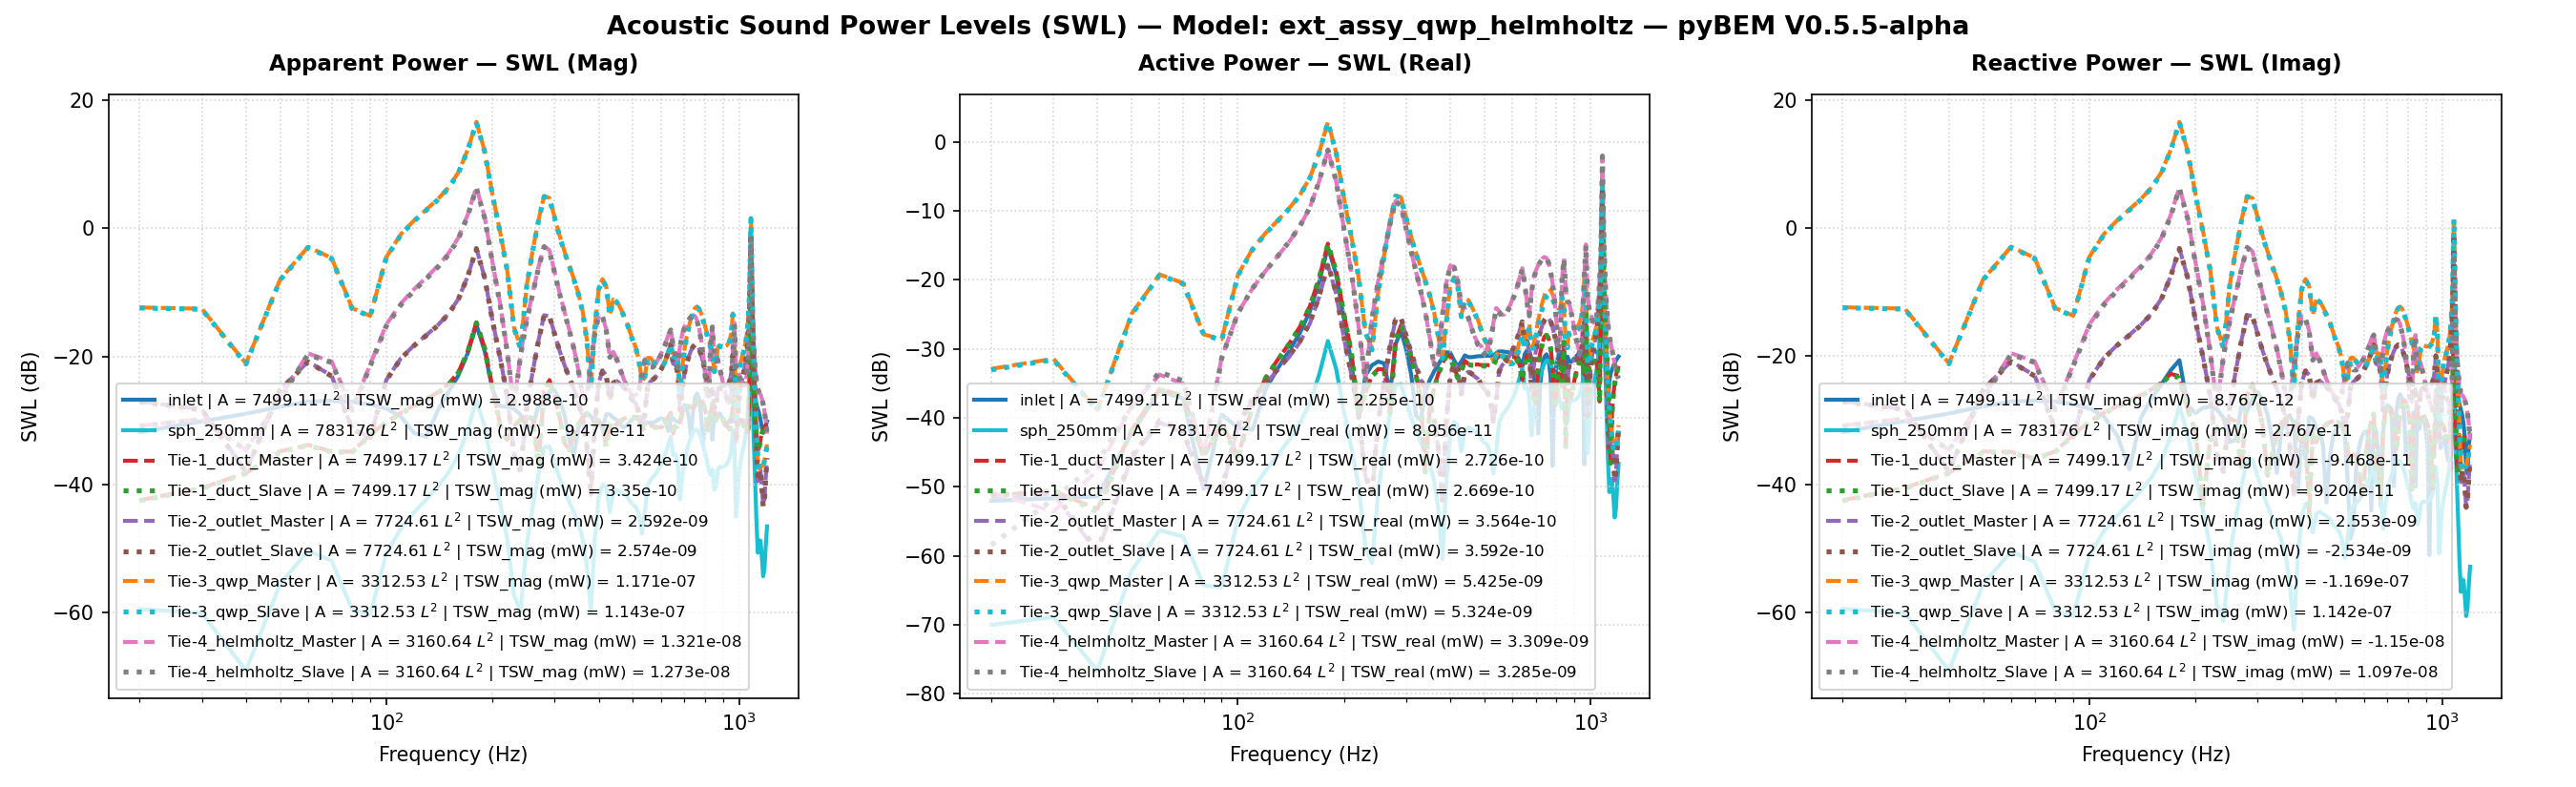 Acoustic Sound Power Levels (SWL) — Model: ext_assy_qwp_helmholtz — pyBEM V0.5.5-alpha
Apparent Power — SWL (Mag)
20
0
−20
−40
−60
SWL (dB)
inlet | A = 7499.11 L² | TSW_mag (mW) = 2.988e-10
sph_250mm | A = 783176 L² | TSW_mag (mW) = 9.477e-11
Tie-1_duct_Master | A = 7499.17 L² | TSW_mag (mW) = 3.424e-10
Tie-1_duct_Slave | A = 7499.17 L² | TSW_mag (mW) = 3.35e-10
Tie-2_outlet_Master | A = 7724.61 L² | TSW_mag (mW) = 2.592e-09
Tie-2_outlet_Slave | A = 7724.61 L² | TSW_mag (mW) = 2.574e-09
Tie-3_qwp_Master | A = 3312.53 L² | TSW_mag (mW) = 1.171e-07
Tie-3_qwp_Slave | A = 3312.53 L² | TSW_mag (mW) = 1.143e-07
Tie-4_helmholtz_Master | A = 3160.64 L² | TSW_mag (mW) = 1.321e-08
Tie-4_helmholtz_Slave | A = 3160.64 L² | TSW_mag (mW) = 1.273e-08
10² 10³
Frequency (Hz)
Active Power — SWL (Real)
0
−10
−20
−30
−40
−50
−60
−70
−80
SWL (dB)
inlet | A = 7499.11 L² | TSW_real (mW) = 2.255e-10
sph_250mm | A = 783176 L² | TSW_real (mW) = 8.956e-11
Tie-1_duct_Master | A = 7499.17 L² | TSW_real (mW) = 2.726e-10
Tie-1_duct_Slave | A = 7499.17 L² | TSW_real (mW) = 2.669e-10
Tie-2_outlet_Master | A = 7724.61 L² | TSW_real (mW) = 3.564e-10
Tie-2_outlet_Slave | A = 7724.61 L² | TSW_real (mW) = 3.592e-10
Tie-3_qwp_Master | A = 3312.53 L² | TSW_real (mW) = 5.425e-09
Tie-3_qwp_Slave | A = 3312.53 L² | TSW_real (mW) = 5.324e-09
Tie-4_helmholtz_Master | A = 3160.64 L² | TSW_real (mW) = 3.309e-09
Tie-4_helmholtz_Slave | A = 3160.64 L² | TSW_real (mW) = 3.285e-09
10² 10³
Frequency (Hz)
Reactive Power — SWL (Imag)
20
0
−20
−40
−60
SWL (dB)
inlet | A = 7499.11 L² | TSW_imag (mW) = 8.767e-12
sph_250mm | A = 783176 L² | TSW_imag (mW) = 2.767e-11
Tie-1_duct_Master | A = 7499.17 L² | TSW_imag (mW) = -9.468e-11
Tie-1_duct_Slave | A = 7499.17 L² | TSW_imag (mW) = 9.204e-11
Tie-2_outlet_Master | A = 7724.61 L² | TSW_imag (mW) = 2.553e-09
Tie-2_outlet_Slave | A = 7724.61 L² | TSW_imag (mW) = -2.534e-09
Tie-3_qwp_Master | A = 3312.53 L² | TSW_imag (mW) = -1.169e-07
Tie-3_qwp_Slave | A = 3312.53 L² | TSW_imag (mW) = 1.142e-07
Tie-4_helmholtz_Master | A = 3160.64 L² | TSW_imag (mW) = -1.15e-08
Tie-4_helmholtz_Slave | A = 3160.64 L² | TSW_imag (mW) = 1.097e-08
10² 10³
Frequency (Hz)